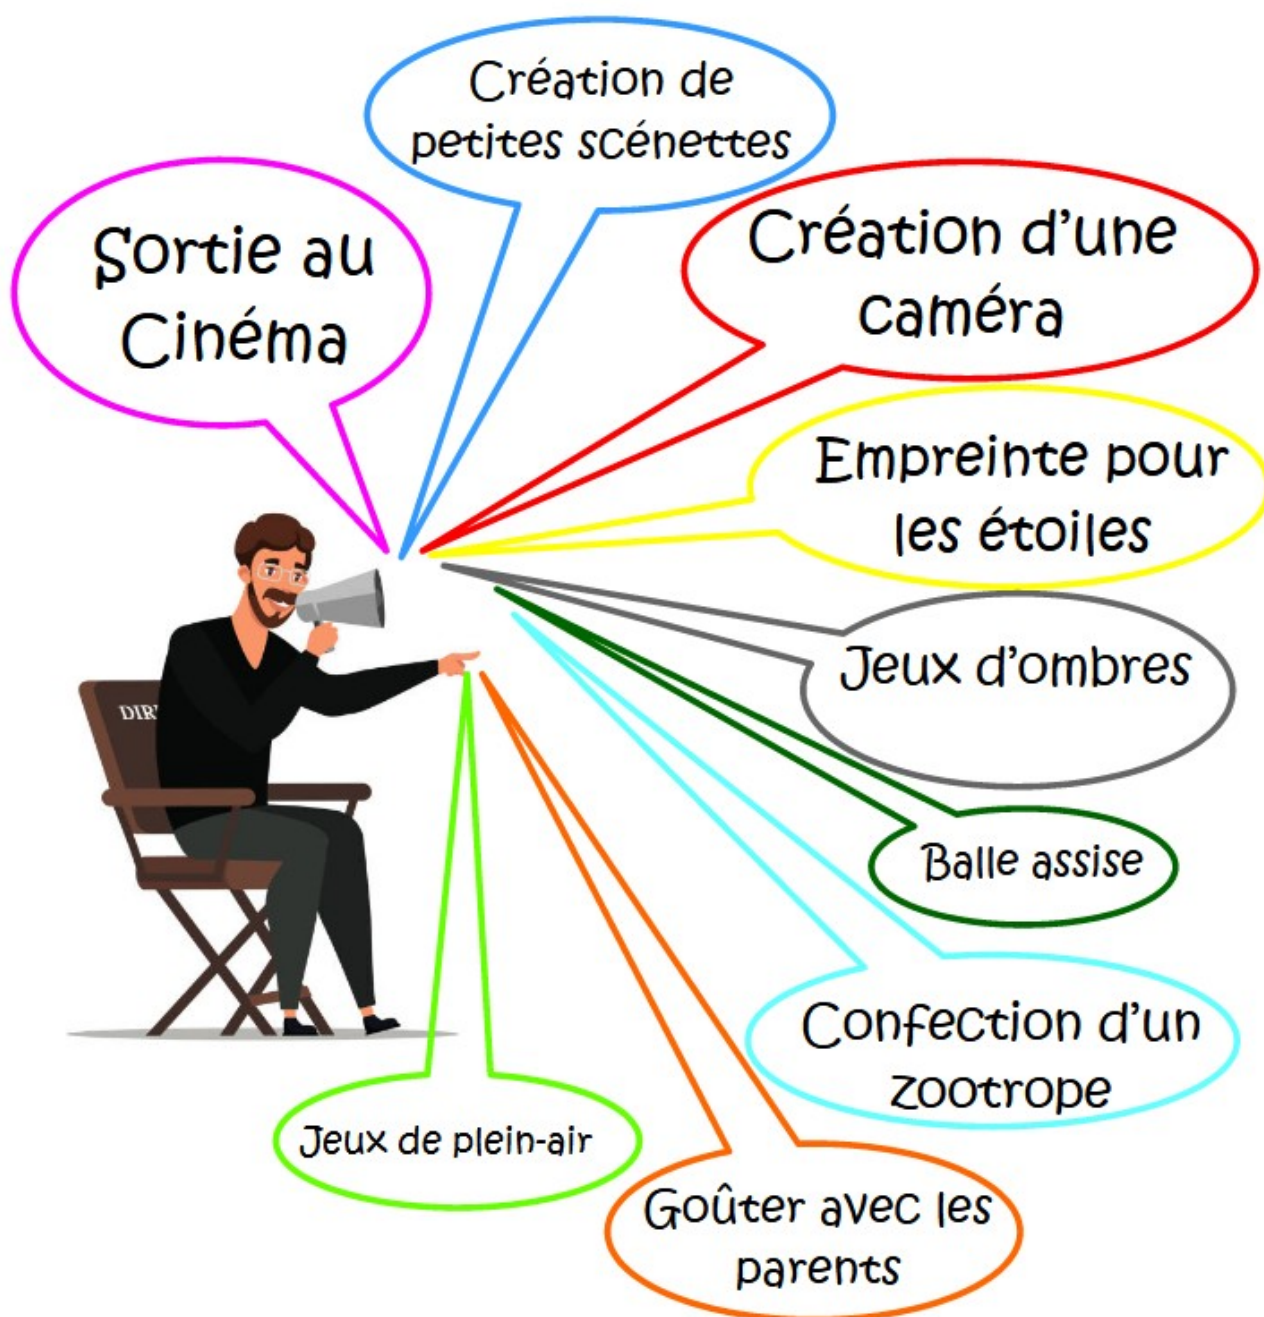 Création de
petites scénettes
Sortie au
Cinéma
Création d'une
caméra
Empreinte pour
les étoiles
Jeux d'ombres
DIR
Balle assise
Confection d'un
zootrope
Jeux de plein-air
Goûter avec les
parents